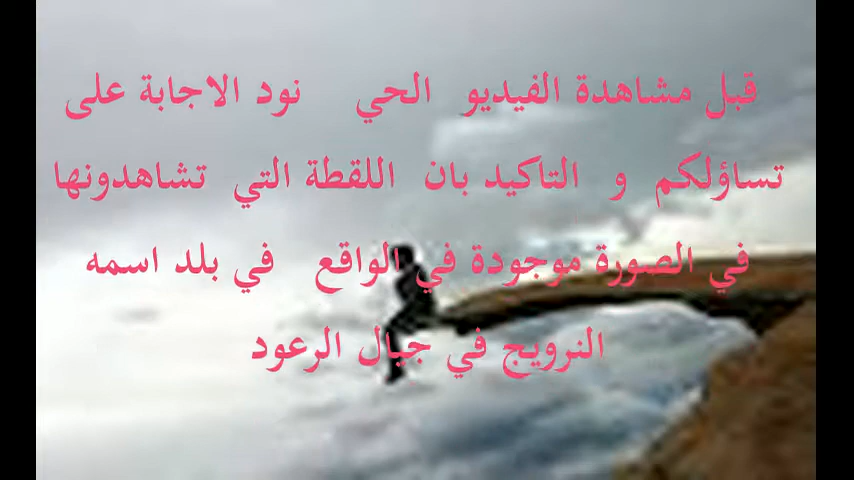 قبل مشاهدة الفيديو الحي نود الاجابة على
تساؤلكم و التاكيد بان اللقطة التي تشاهدونها
في الصورة موجودة في الواقع في بلد اسمه
النرويج في جبال الرعود